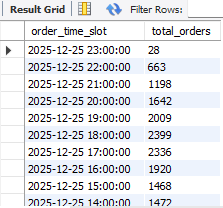 Result Grid Filter Rows:
order_time_slot total_orders
2025-12-25 23:00:00 28
2025-12-25 22:00:00 663
2025-12-25 21:00:00 1198
2025-12-25 20:00:00 1642
2025-12-25 19:00:00 2009
2025-12-25 18:00:00 2399
2025-12-25 17:00:00 2336
2025-12-25 16:00:00 1920
2025-12-25 15:00:00 1468
2025-12-25 14:00:00 1472